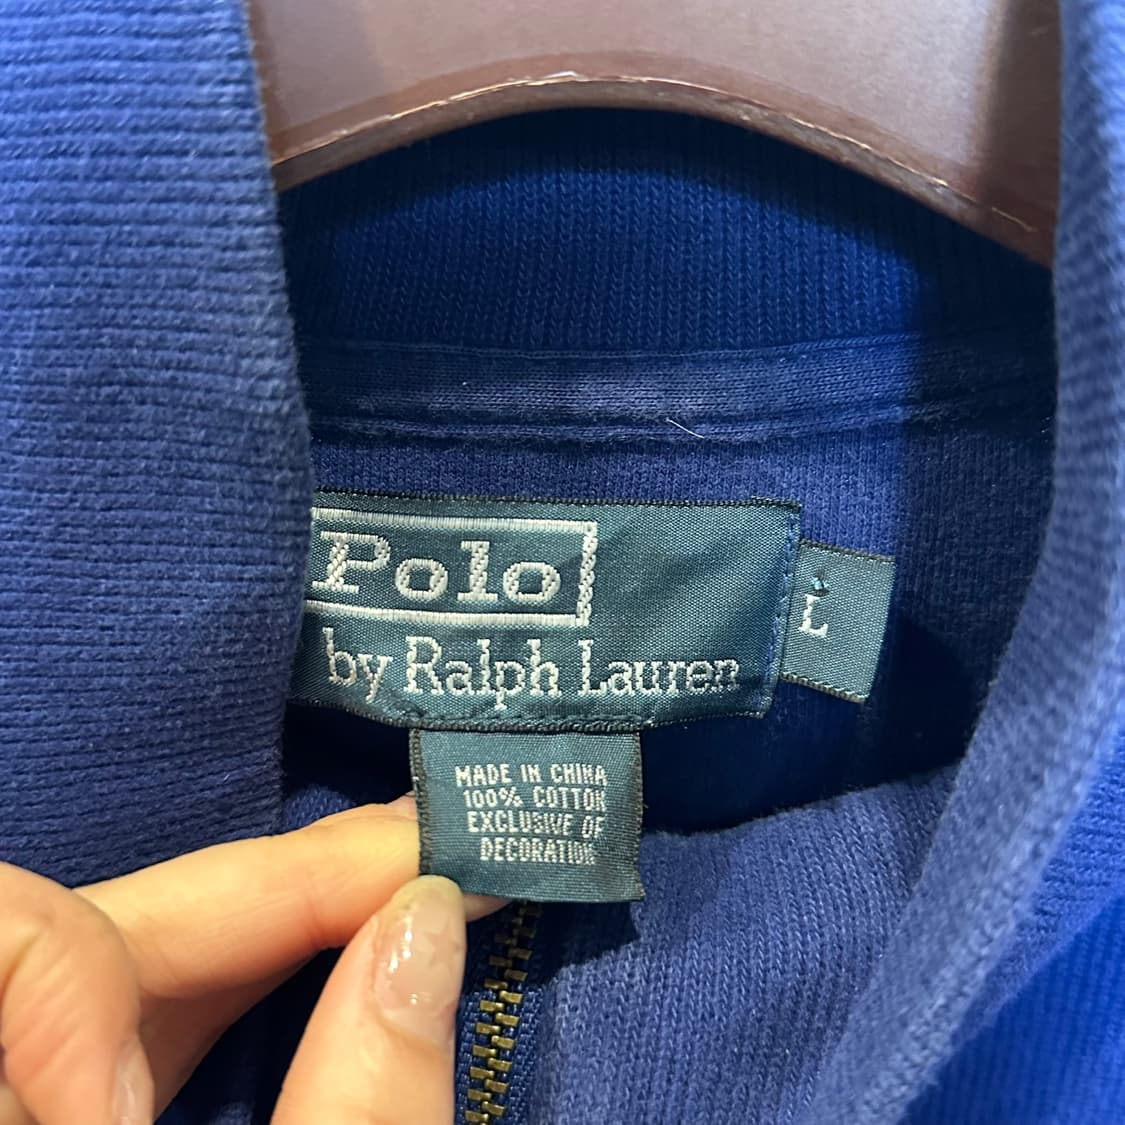 Polo
by Ralph Lauren
L
MADE IN CHINA
100% COTTON
EXCLUSIVE OF
DECORATION